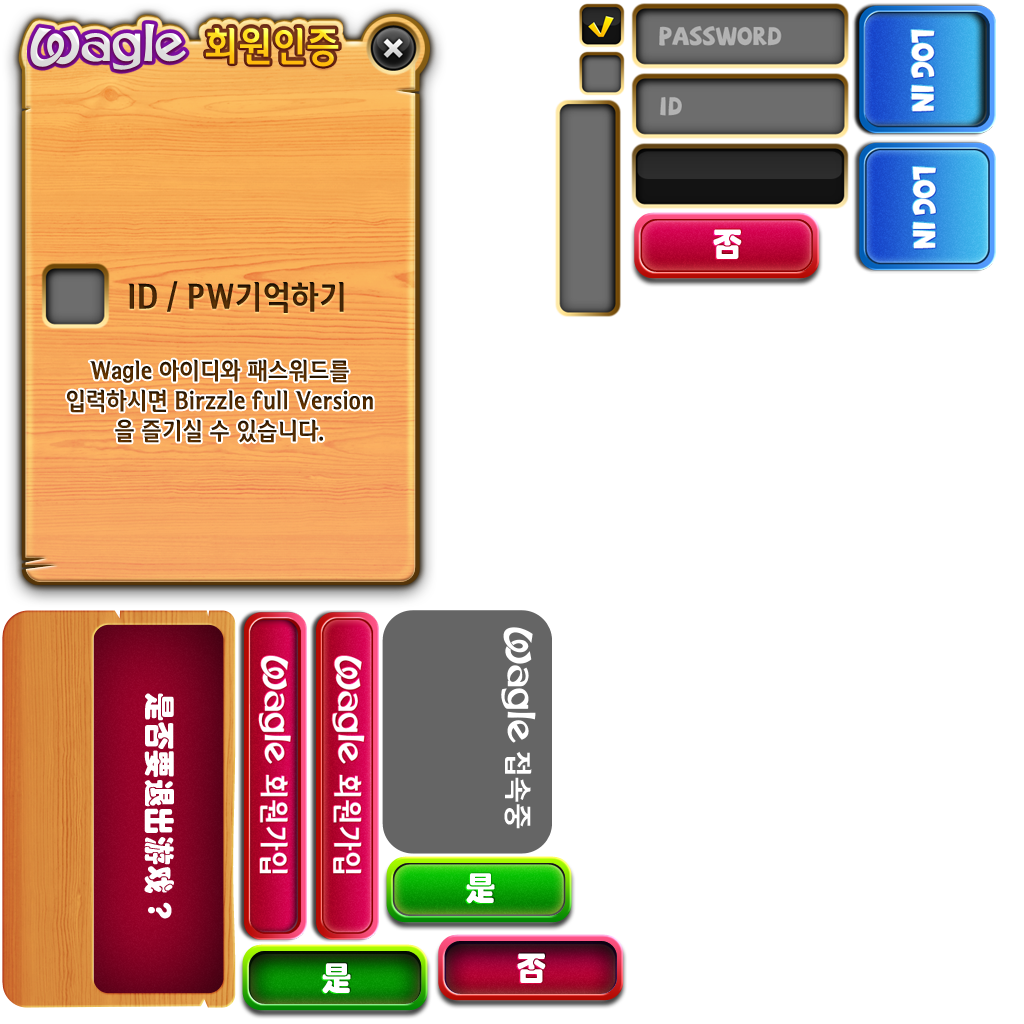 Wagle 회원인증
ID / PW기억하기
Wagle 아이디와 패스워드를
입력하시면 Birzzle full Version
을 즐기실 수 있습니다.
PASSWORD
ID
LOG IN
LOG IN
否
是否要退出游戏？
Wagle 회원가입
Wagle 회원가입
Wagle 접속중
是
是
否